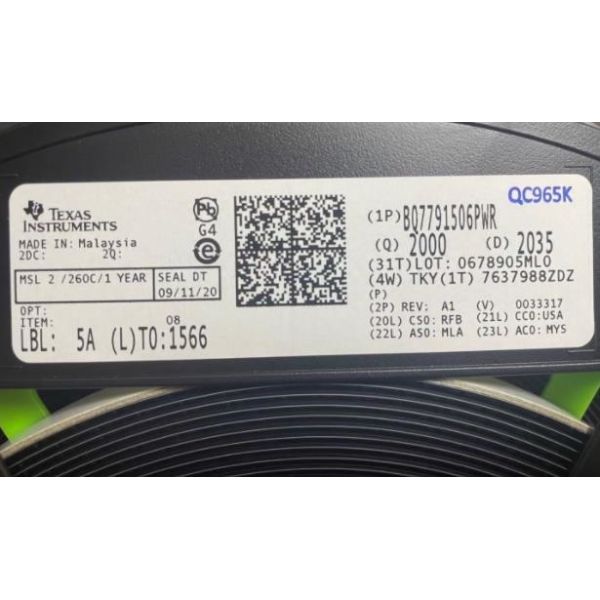 QC965K
TEXAS
INSTRUMENTS
MADE IN: Malaysia
2DC: 2Q:
MSL 2 /260C/1 YEAR
SEAL DT
09/11/20
OPT:
ITEM: 08
LBL: 5A (L)TO:1566
Pb
G4
e
(1P)BQ7791506PWR
(Q) 2000 (D) 2035
(31T)LOT: 0678905ML0
(4W) TKY(1T) 7637988ZDZ
(P)
(2P) REV: A1 (V) 0033317
(20L) CSO: RFB (21L) CCO:USA
(22L) ASO: MLA (23L) ACO: MYS